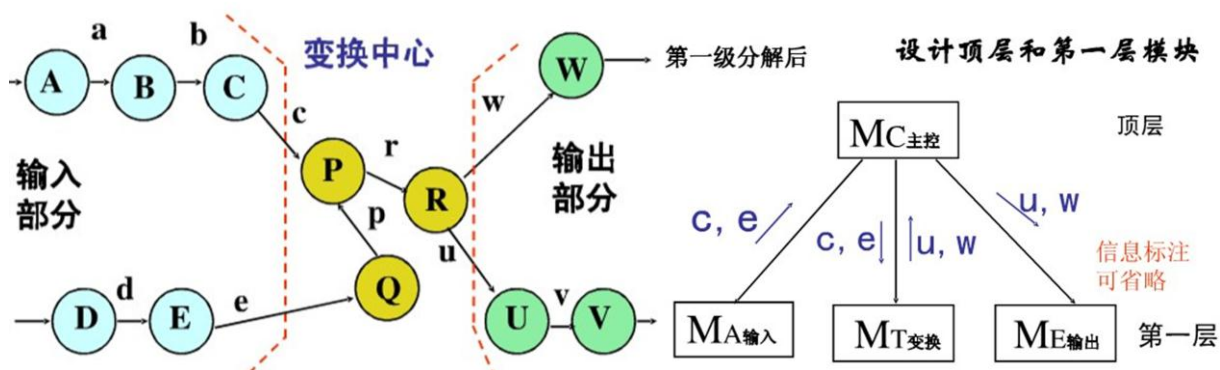 a
b
变换中心
A
B
C
W
第一级分解后
设计顶层和第一层模块
c
w
MC主控
顶层
P
r
R
输入
部分
输出
部分
p
u
Q
c, e
c, e
u, w
u, w
信息标注
可省略
d
e
D
E
U
v
V
MA输入
MT变换
ME输出
第一层